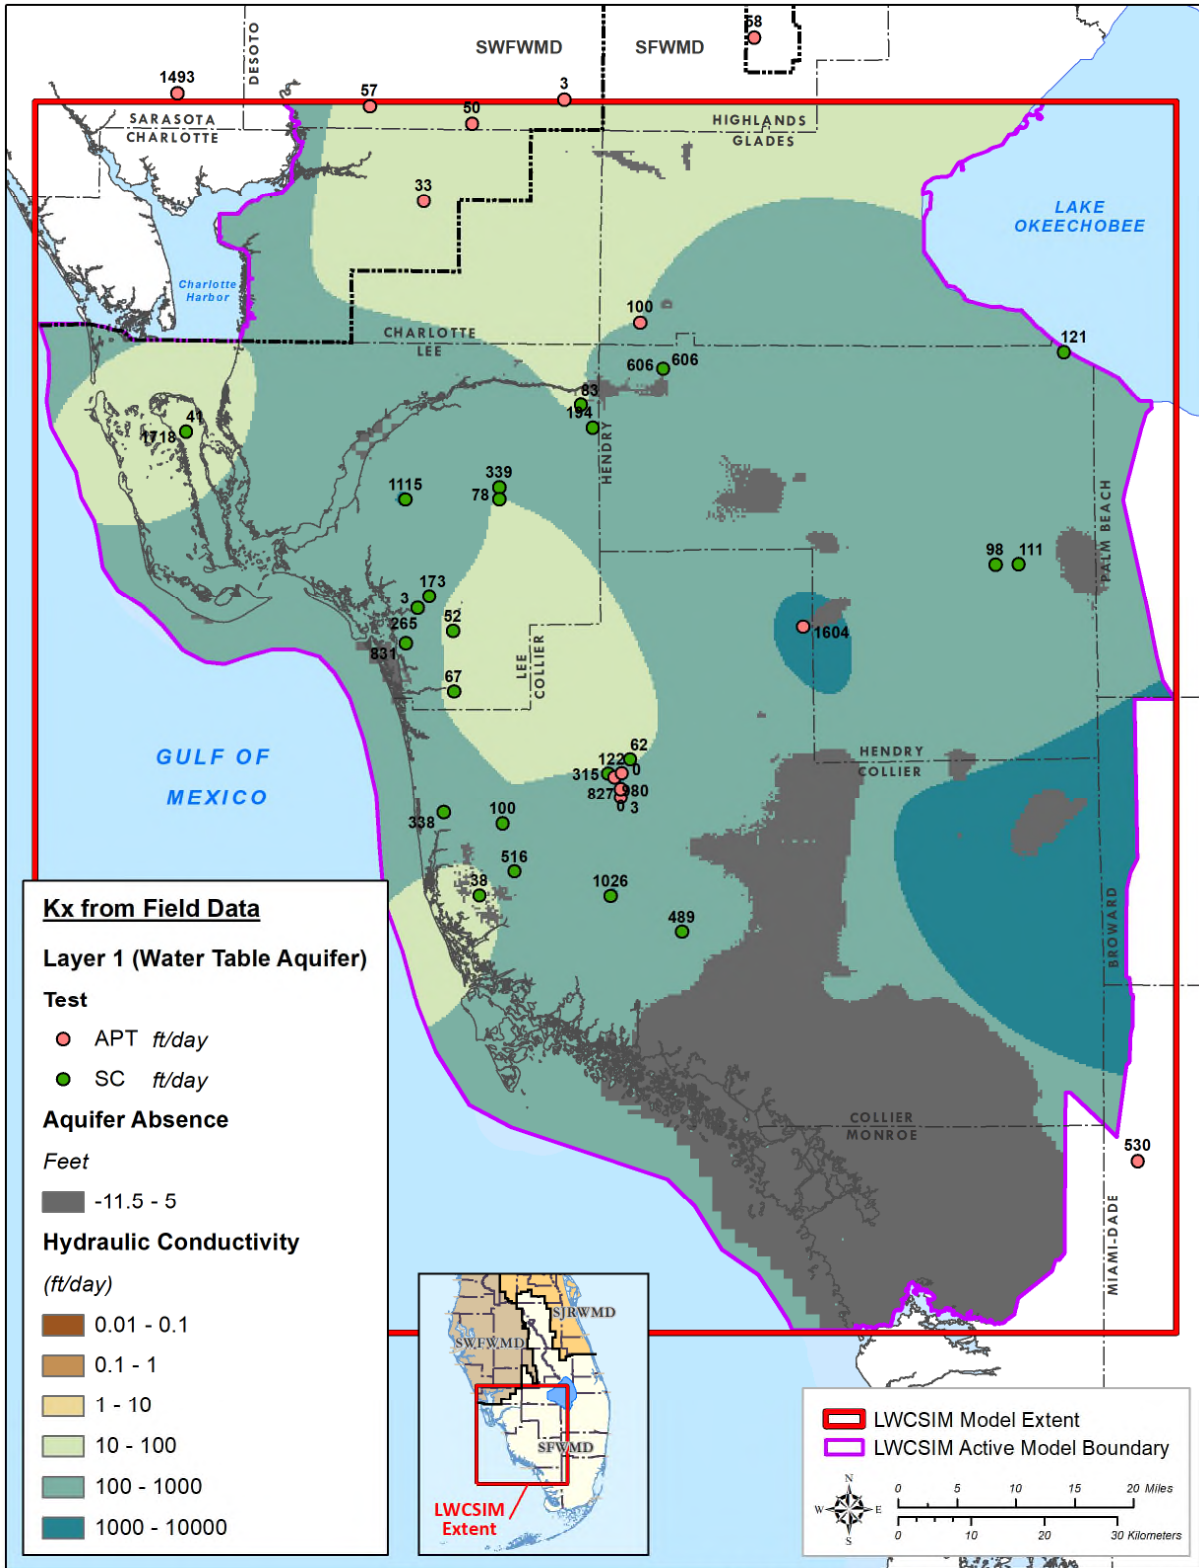 58
DESOTO
SWFWMD
SFWMD
1493
57
3
50
SARASOTA
CHARLOTTE
HIGHLANDS
GLADES
33
LAKE
OKEECHOBEE
Charlotte
Harbor
100
CHARLOTTE
LEE
121
606
606
83
194
HENDRY
41
1718
339
1115
78
PALM BEACH
98
111
173
3
52
265
1604
831
LEE
COLLIER
67
GULF OF
MEXICO
62
122
0
315
HENDRY
COLLIER
827
980
0
3
338
100
516
38
1026
489
BROWARD
COLLIER
MONROE
530
MIAMI-DADE
Kx from Field Data
Layer 1 (Water Table Aquifer)
Test
APT ft/day
SC ft/day
Aquifer Absence
Feet
-11.5 - 5
Hydraulic Conductivity
(ft/day)
0.01 - 0.1
0.1 - 1
1 - 10
10 - 100
100 - 1000
1000 - 10000
SJRWMD
SWFWMD
SFWMD
LWCSIM
Extent
LWCSIM Model Extent
LWCSIM Active Model Boundary
N
W
E
S
0 5 10 15 20 Miles
0 10 20 30 Kilometers